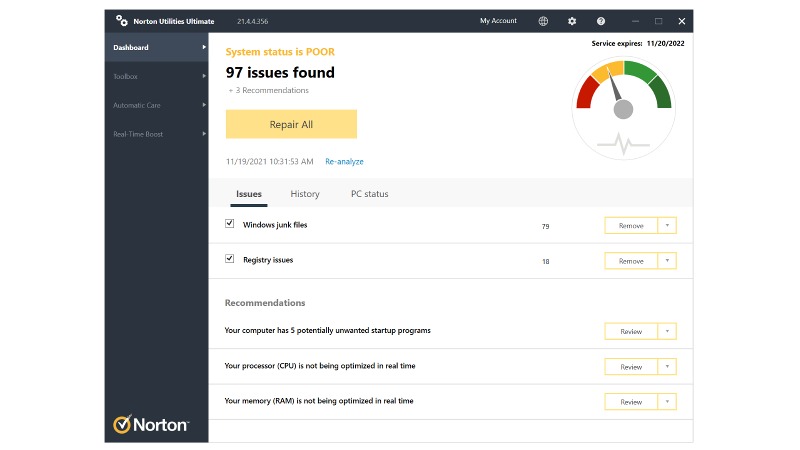 Norton Utilities Ultimate 21.4.4.356 My Account ?
Dashboard
Toolbox
Automatic Care
Real-Time Boost
Service expires: 11/20/2022
System status is POOR
97 issues found
+ 3 Recommendations
Repair All
11/19/2021 10:31:53 AM Re-analyze
Issues History PC status
Windows junk files 79 Remove
Registry issues 18 Remove
Recommendations
Your computer has 5 potentially unwanted startup programs Review
Your processor (CPU) is not being optimized in real time Review
Your memory (RAM) is not being optimized in real time Review
Norton™